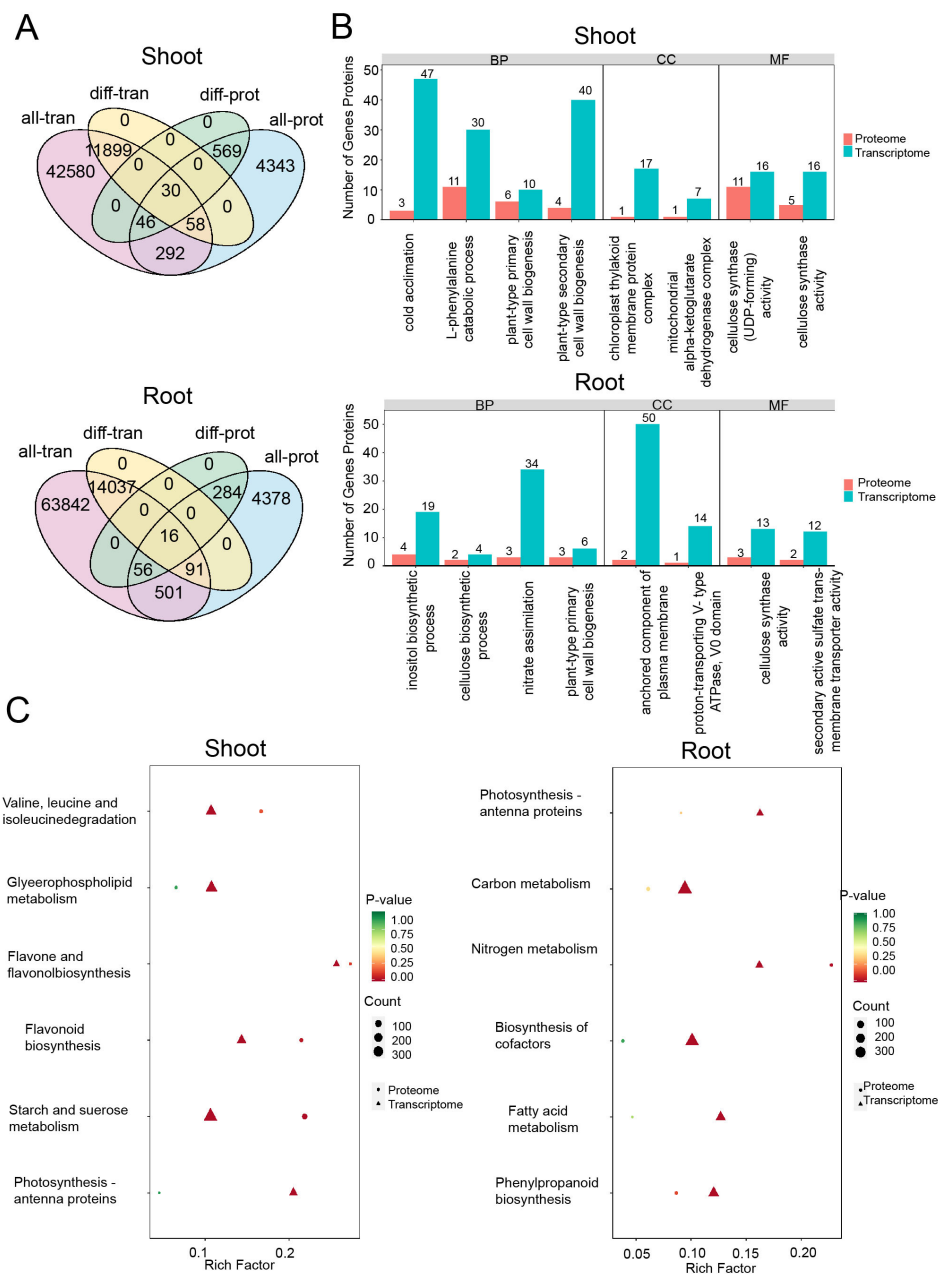 A
B
Shoot
diff-tran
diff-prot
all-tran
all-prot
0
0
11899
0
569
42580
0
0
4343
30
0
46
58
0
292
Root
diff-tran
diff-prot
all-tran
all-prot
0
0
14037
0
284
63842
0
0
4378
16
0
56
91
0
501
Shoot
BP
CC
MF
Number of Genes Proteins
50
40
30
20
10
0
3
47
11
30
6
10
4
40
1
17
1
7
11
16
5
16
cold acclimation
L-phenylalanine
catabolic process
plant-type primary
cell wall biogenesis
plant-type secondary
cell wall biogenesis
chloroplast thylakoid
membrane protein
complex
mitochondrial
alpha-ketoglutarate
dehydrogenase complex
cellulose synthase
(UDP-forming)
activity
cellulose synthase
activity
Proteome
Transcriptome
Root
BP
CC
MF
Number of Genes Proteins
50
40
30
20
10
0
4
19
2
4
3
34
3
6
2
50
1
14
3
13
2
12
inositol biosynthetic
process
cellulose biosynthetic
process
nitrate assimilation
plant-type primary
cell wall biogenesis
anchored component of
plasma membrane
proton-transporting V- type
ATPase, V0 domain
cellulose synthase
activity
secondary active sulfate trans-
membrane transporter activity
Proteome
Transcriptome
C
Shoot
Valine, leucine and
isoleucinedegradation
Glyeerophospholipid
metabolism
Flavone and
flavonolbiosynthesis
Flavonoid
biosynthesis
Starch and suerose
metabolism
Photosynthesis -
antenna proteins
0.1
0.2
Rich Factor
P-value
1.00
0.75
0.50
0.25
0.00
Count
100
200
300
Proteome
Transcriptome
Root
Photosynthesis -
antenna proteins
Carbon metabolism
Nitrogen metabolism
Biosynthesis of
cofactors
Fatty acid
metabolism
Phenylpropanoid
biosynthesis
0.05
0.10
0.15
0.20
Rich Factor
P-value
1.00
0.75
0.50
0.25
0.00
Count
100
200
300
Proteome
Transcriptome